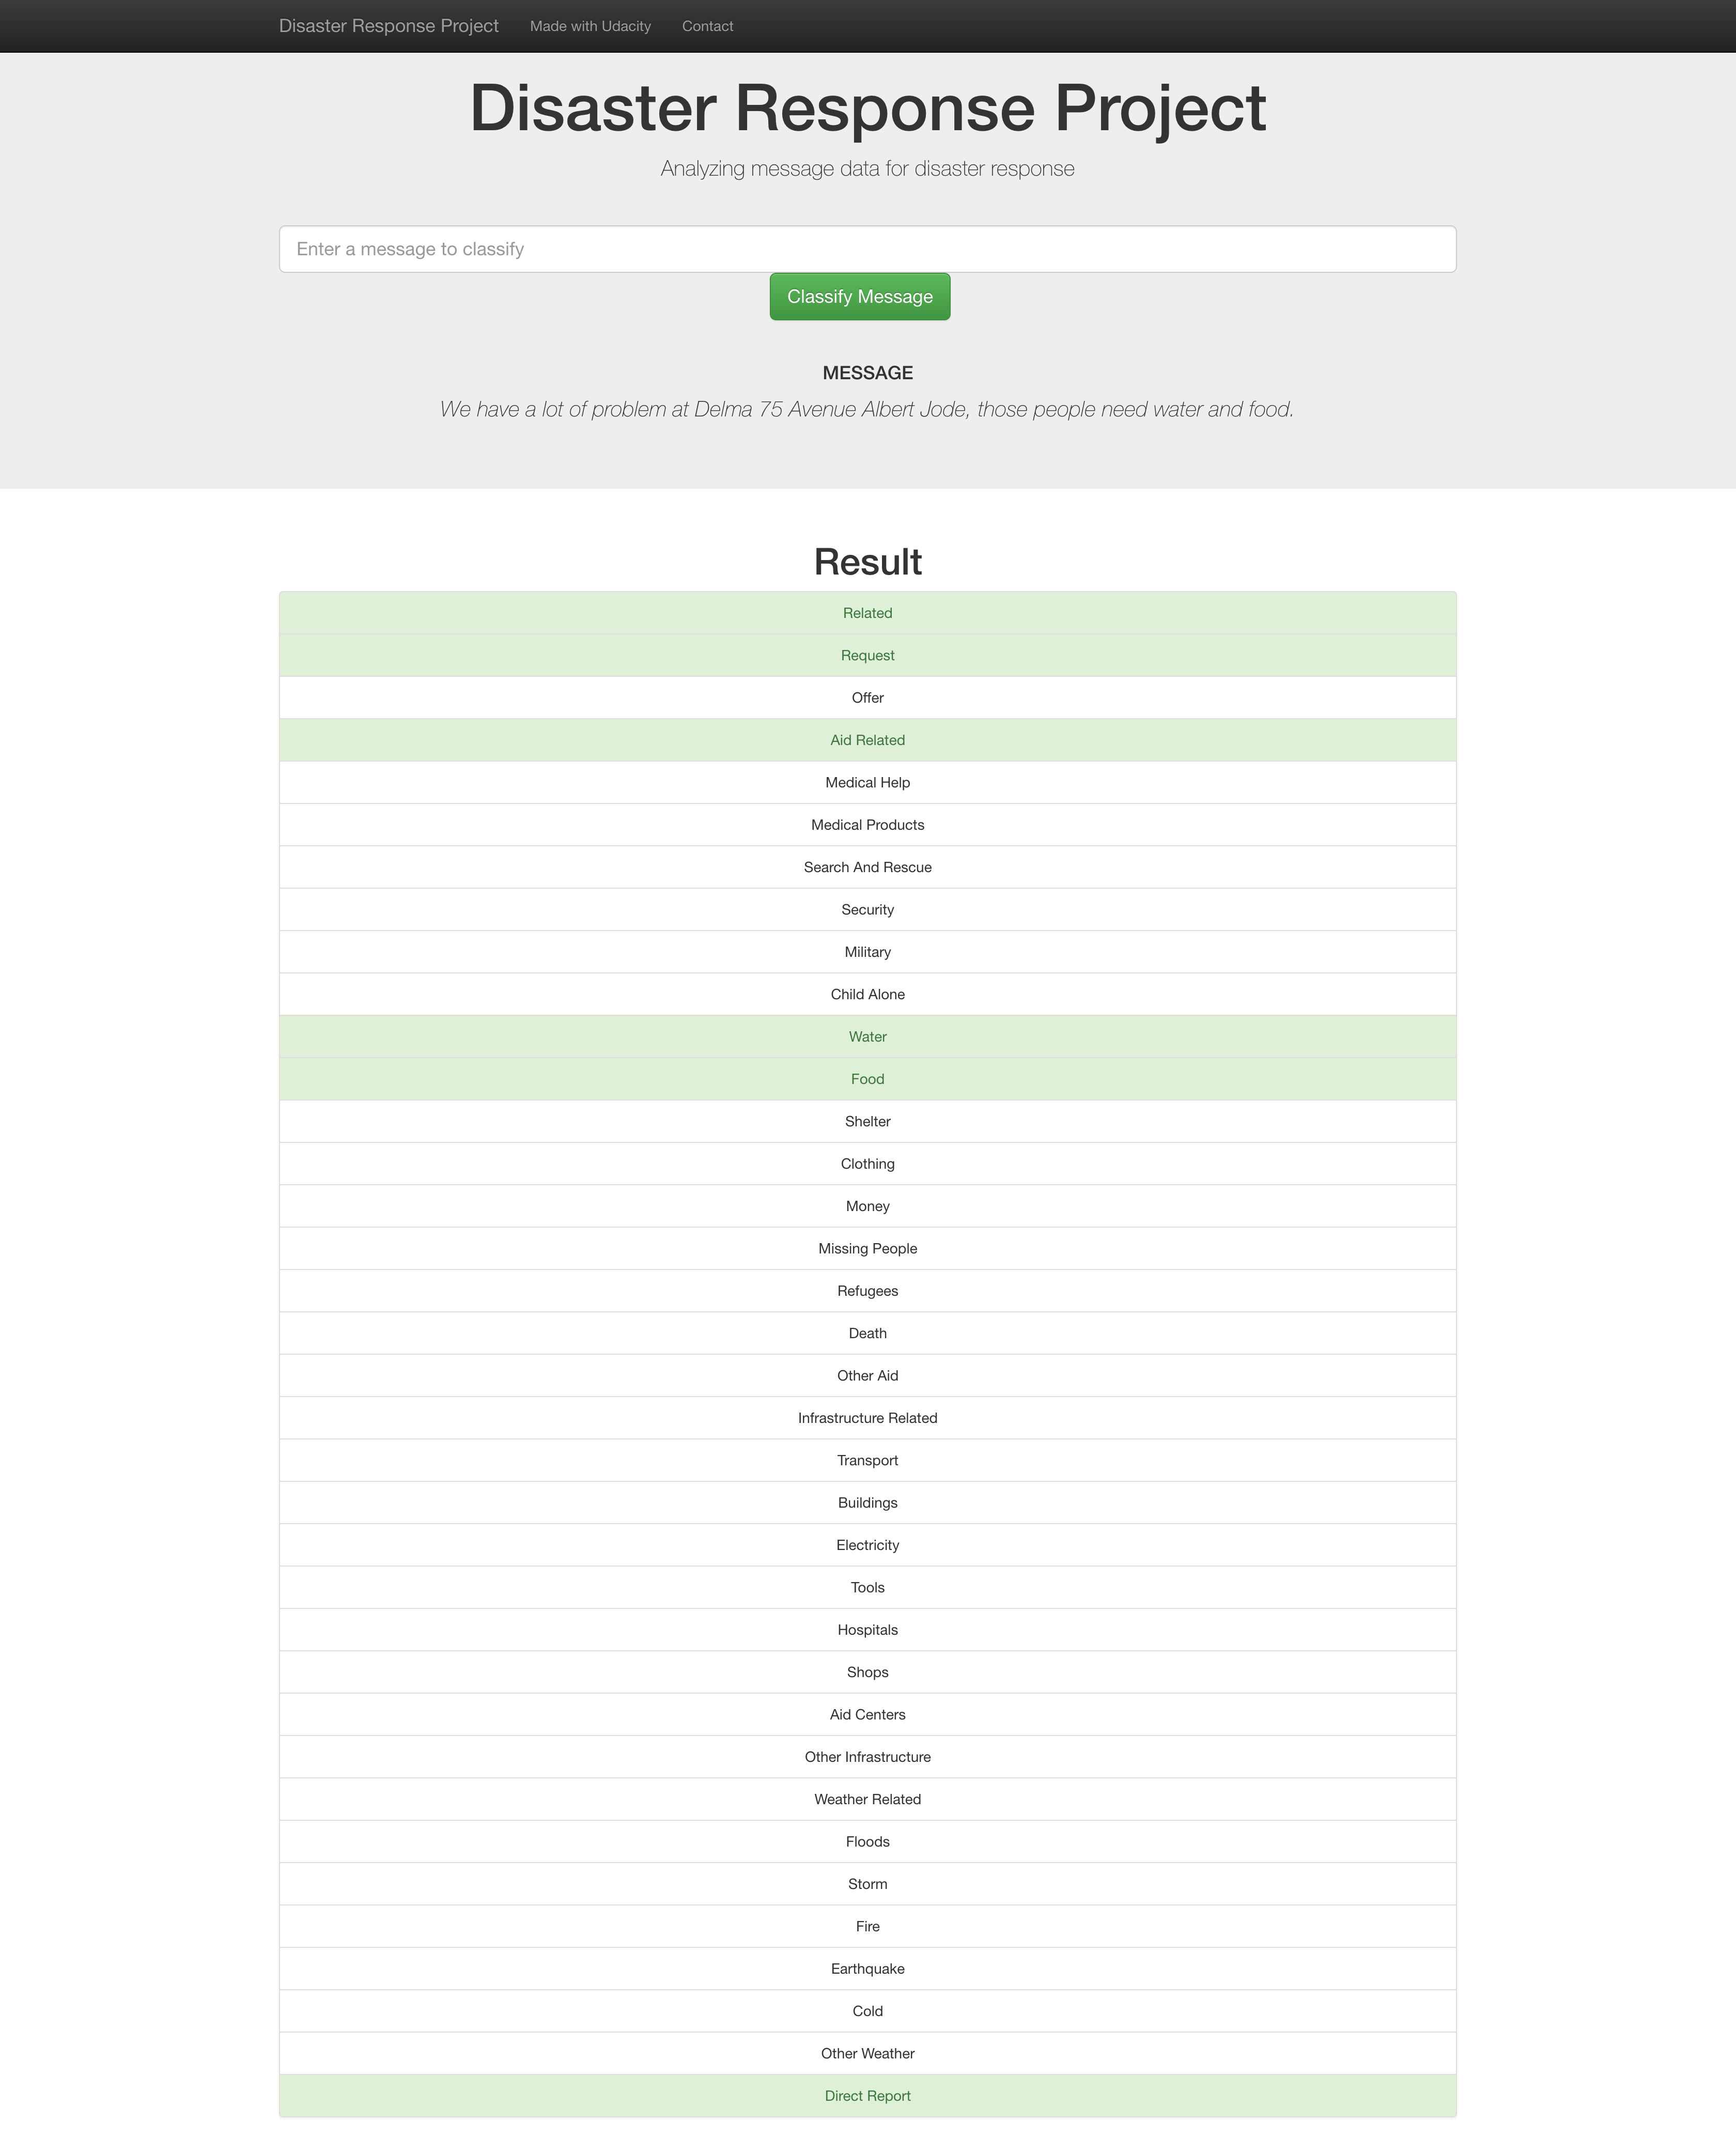 Disaster Response Project Made with Udacity Contact
Disaster Response Project
Analyzing message data for disaster response
Enter a message to classify
Classify Message
MESSAGE
We have a lot of problem at Delma 75 Avenue Albert Jode, those people need water and food.
Result
Related
Request
Offer
Aid Related
Medical Help
Medical Products
Search And Rescue
Security
Military
Child Alone
Water
Food
Shelter
Clothing
Money
Missing People
Refugees
Death
Other Aid
Infrastructure Related
Transport
Buildings
Electricity
Tools
Hospitals
Shops
Aid Centers
Other Infrastructure
Weather Related
Floods
Storm
Fire
Earthquake
Cold
Other Weather
Direct Report